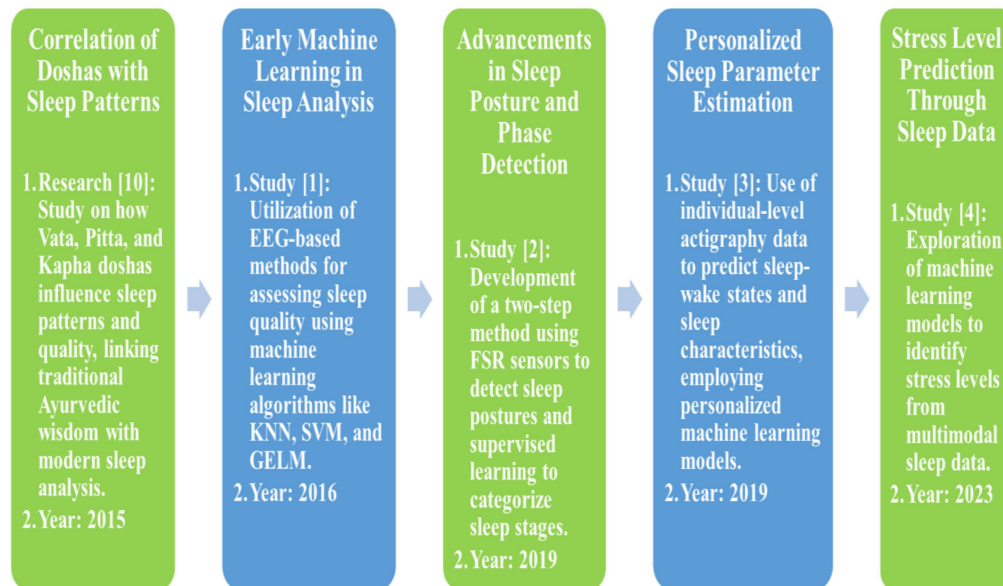 Correlation of
Doshas with
Sleep Patterns
1. Research [10]:
Study on how
Vata, Pitta, and
Kapha doshas
influence sleep
patterns and
quality, linking
traditional
Ayurvedic
wisdom with
modern sleep
analysis.
2. Year: 2015
Early Machine
Learning in
Sleep Analysis
1. Study [1]:
Utilization of
EEG-based
methods for
assessing sleep
quality using
machine
learning
algorithms like
KNN, SVM, and
GELM.
2. Year: 2016
Advancements
in Sleep
Posture and
Phase
Detection
1. Study [2]:
Development
of a two-step
method using
FSR sensors to
detect sleep
postures and
supervised
learning to
categorize
sleep stages.
2. Year: 2019
Personalized
Sleep Parameter
Estimation
1. Study [3]: Use of
individual-level
actigraphy data
to predict sleep-
wake states and
sleep
characteristics,
employing
personalized
machine learning
models.
2. Year: 2019
Stress Level
Prediction
Through
Sleep Data
1. Study [4]:
Exploration
of machine
learning
models to
identify
stress levels
from
multimodal
sleep data.
2. Year: 2023